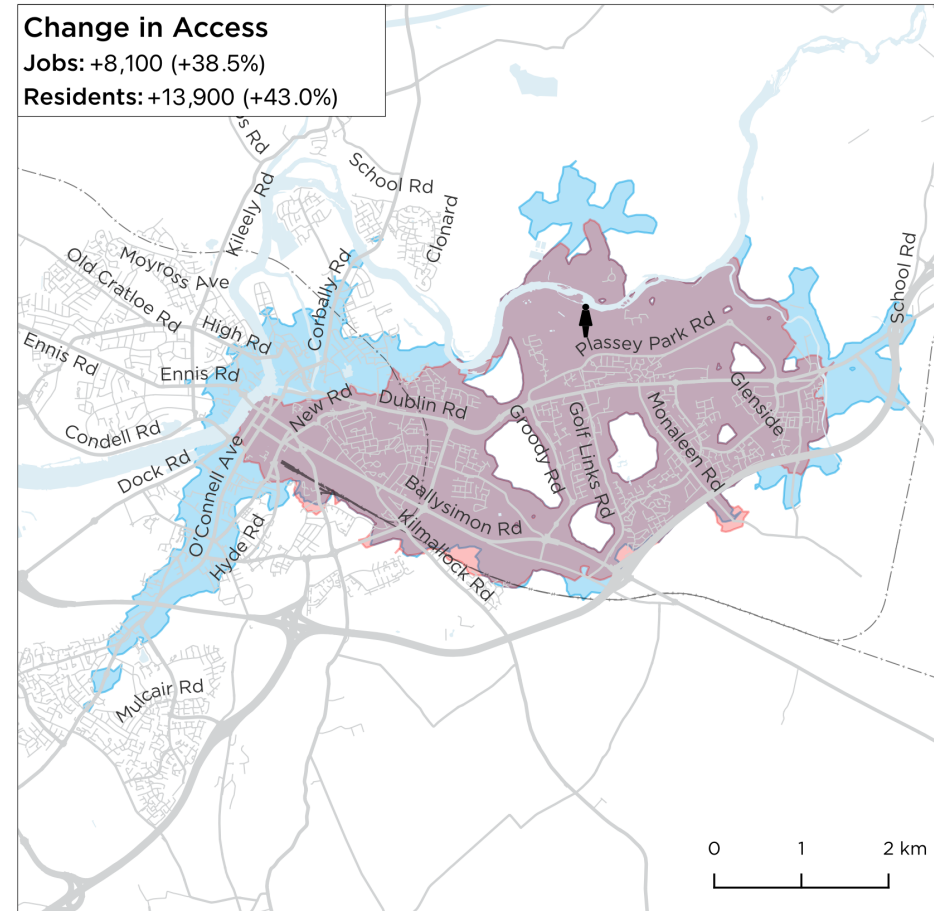 Change in Access
Jobs: +8,100 (+38.5%)
Residents: +13,900 (+43.0%)
Rd
School Rd
Kileely Rd
Clonard
Moyross Ave
Old Cratloe Rd
Corbally Rd
High Rd
School Rd
Ennis Rd
Ennis Rd
Plassey Park Rd
New Rd
Dublin Rd
Glenside
Condell Rd
Groody Rd
Golf Links Rd
Monaleen Rd
Dock Rd
O'Connell Ave
Ballysimon Rd
Hyde Rd
Kilmallock Rd
Mulcair Rd
0 1 2 km